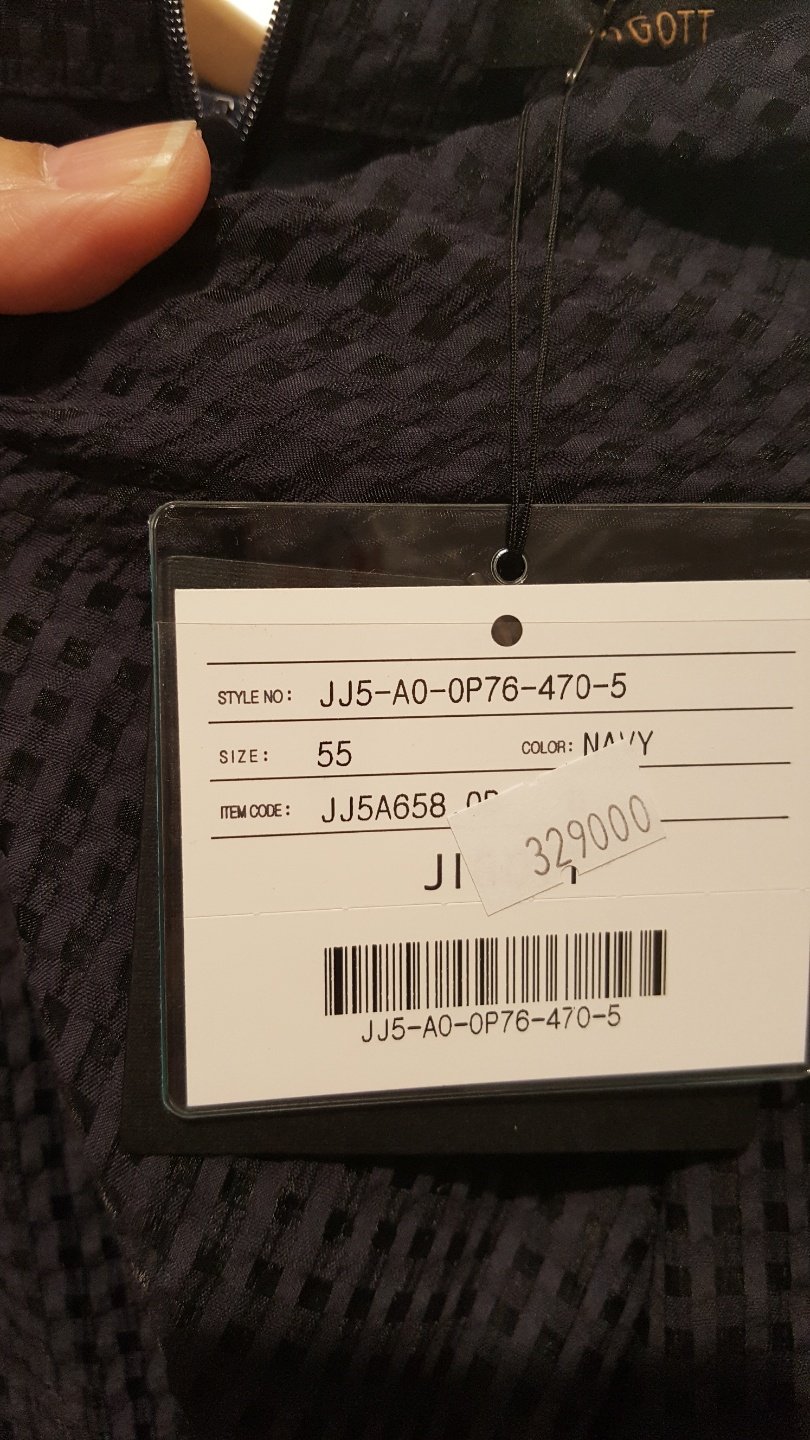 GOTT
STYLE NO: JJ5-A0-0P76-470-5
SIZE: 55 COLOR: NAVY
ITEM CODE: JJ5A658
329000
JJ5-A0-0P76-470-5